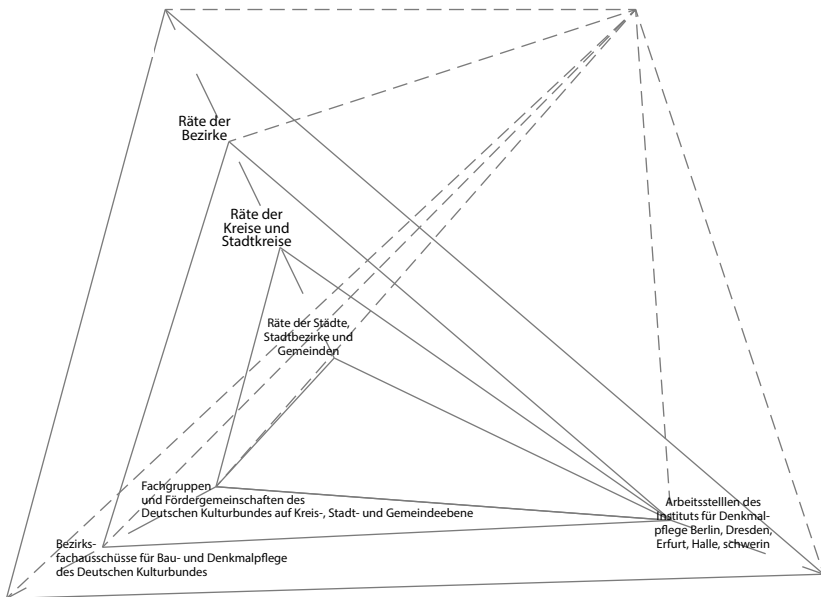 Räte der
Bezirke
Räte der
Kreise und
Stadtkreise
Räte der Städte,
Stadtbezirke und
Gemeinden
Fachgruppen
und Fördergemeinschaften des
Deutschen Kulturbundes auf Kreis-, Stadt- und Gemeindeebene
Arbeitsstelllen des
Instituts für Denkmal-
pflege Berlin, Dresden,
Erfurt, Halle, schwerin
Bezirks-
fachausschüsse für Bau- und Denkmalpflege
des Deutschen Kulturbundes